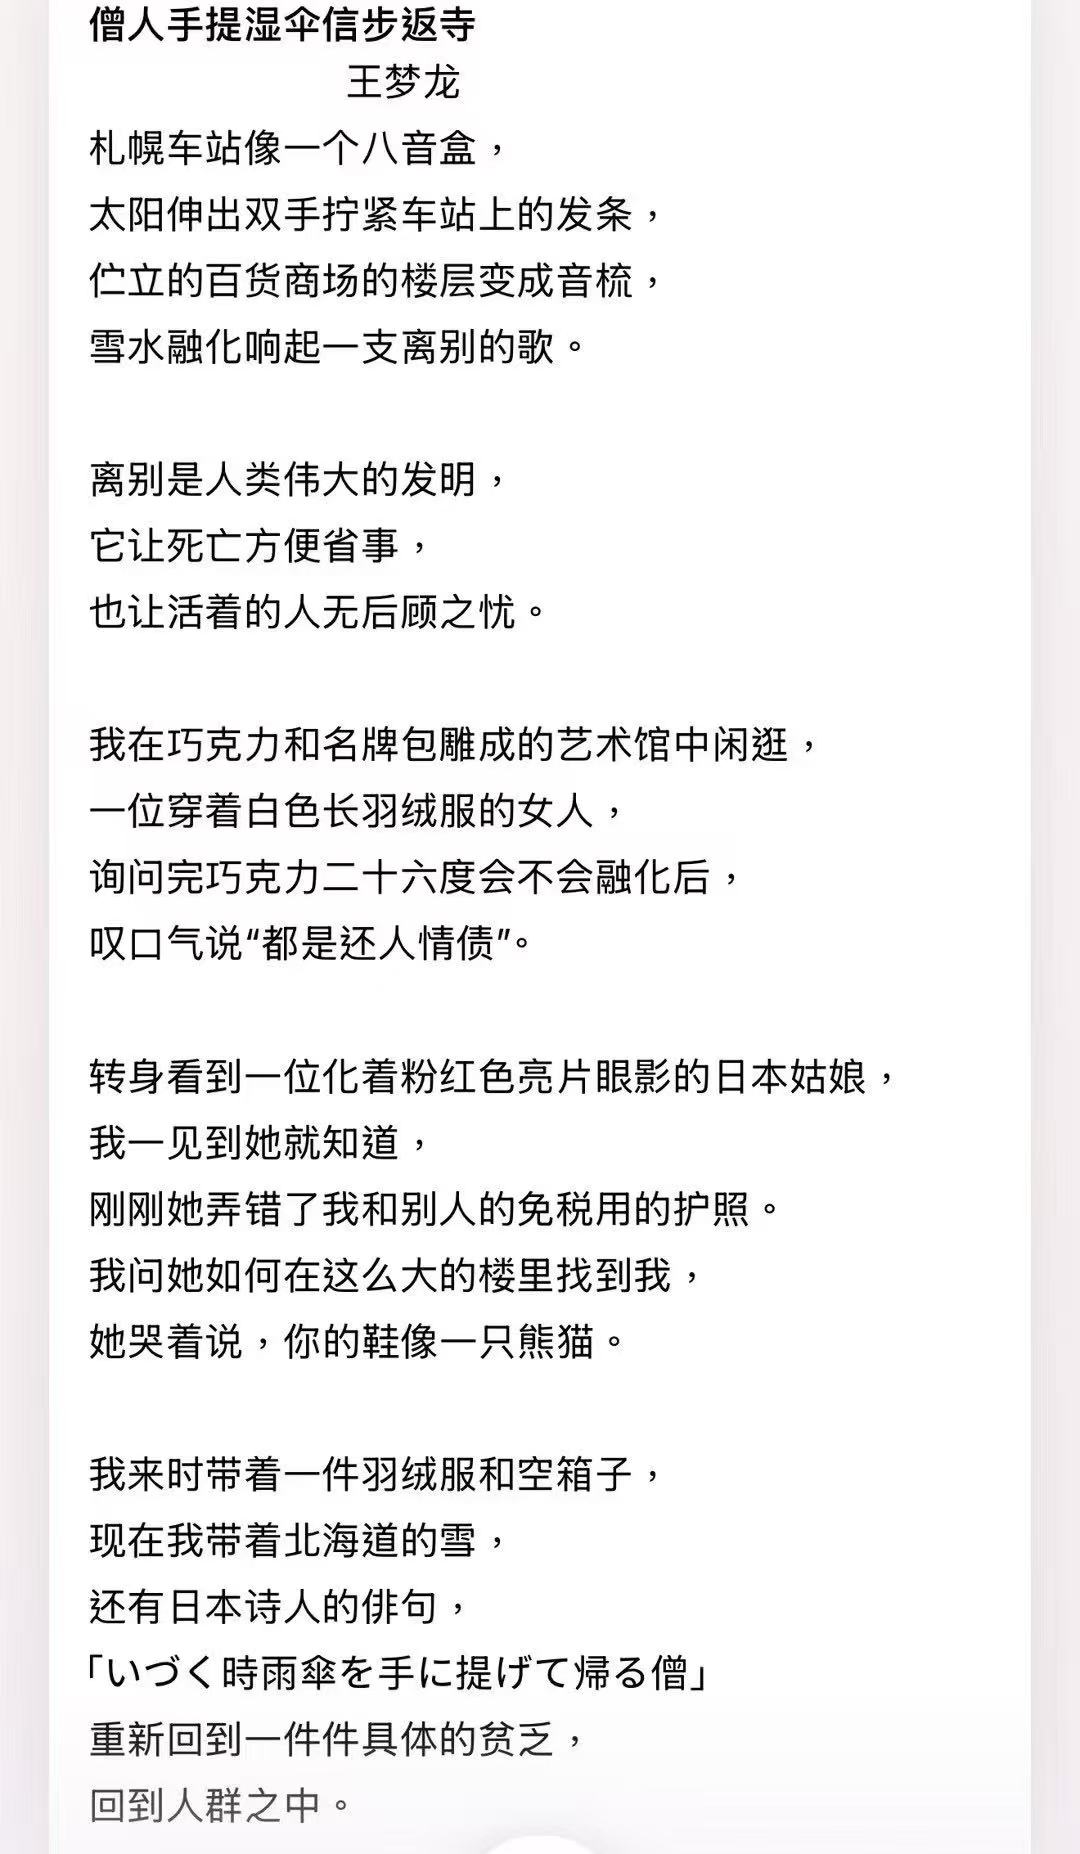 僧人手提湿伞信步返寺
王梦龙
札幌车站像一个八音盒，
太阳伸出双手拧紧车站上的发条，
伫立的百货商场的楼层变成音梳，
雪水融化响起一支离别的歌。
离别是人类伟大的发明，
它让死亡方便省事，
也让活着的人无后顾之忧。
我在巧克力和名牌包雕成的艺术馆中闲逛，
一位穿着白色长羽绒服的女人，
询问完巧克力二十六度会不会融化后，
叹口气说“都是还人情债”。
转身看到一位化着粉红色亮片眼影的日本姑娘，
我一见到她就知道，
刚刚她弄错了我和别人的免税用的护照。
我问她如何在这么大的楼里找到我，
她哭着说，你的鞋像一只熊猫。
我来时带着一件羽绒服和空箱子，
现在我带着北海道的雪，
还有日本诗人的俳句，
「いづく時雨傘を手に提げて帰る僧」
重新回到一件件具体的贫乏，
回到人群之中。